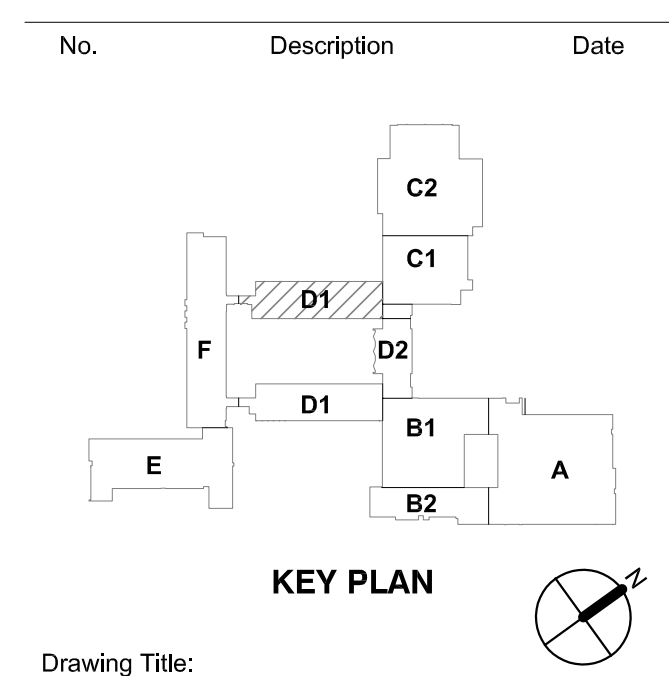 No. Description Date
C2
C1
D1
F D2
D1
B1
E A
B2
KEY PLAN
N
Drawing Title: